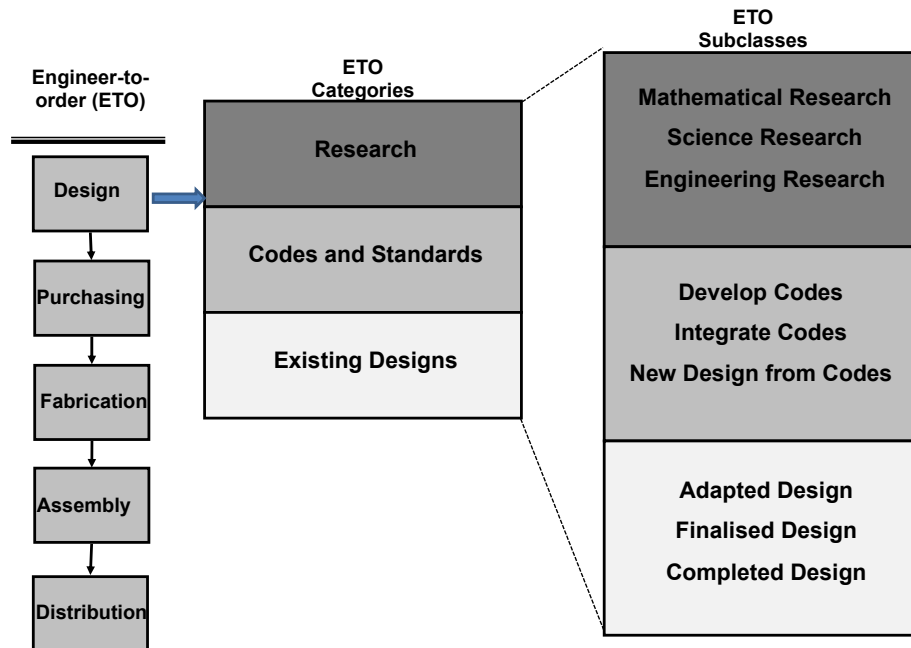 Engineer-to-
order (ETO)
Design
Purchasing
Fabrication
Assembly
Distribution
ETO
Categories
Research
Codes and Standards
Existing Designs
ETO
Subclasses
Mathematical Research
Science Research
Engineering Research
Develop Codes
Integrate Codes
New Design from Codes
Adapted Design
Finalised Design
Completed Design